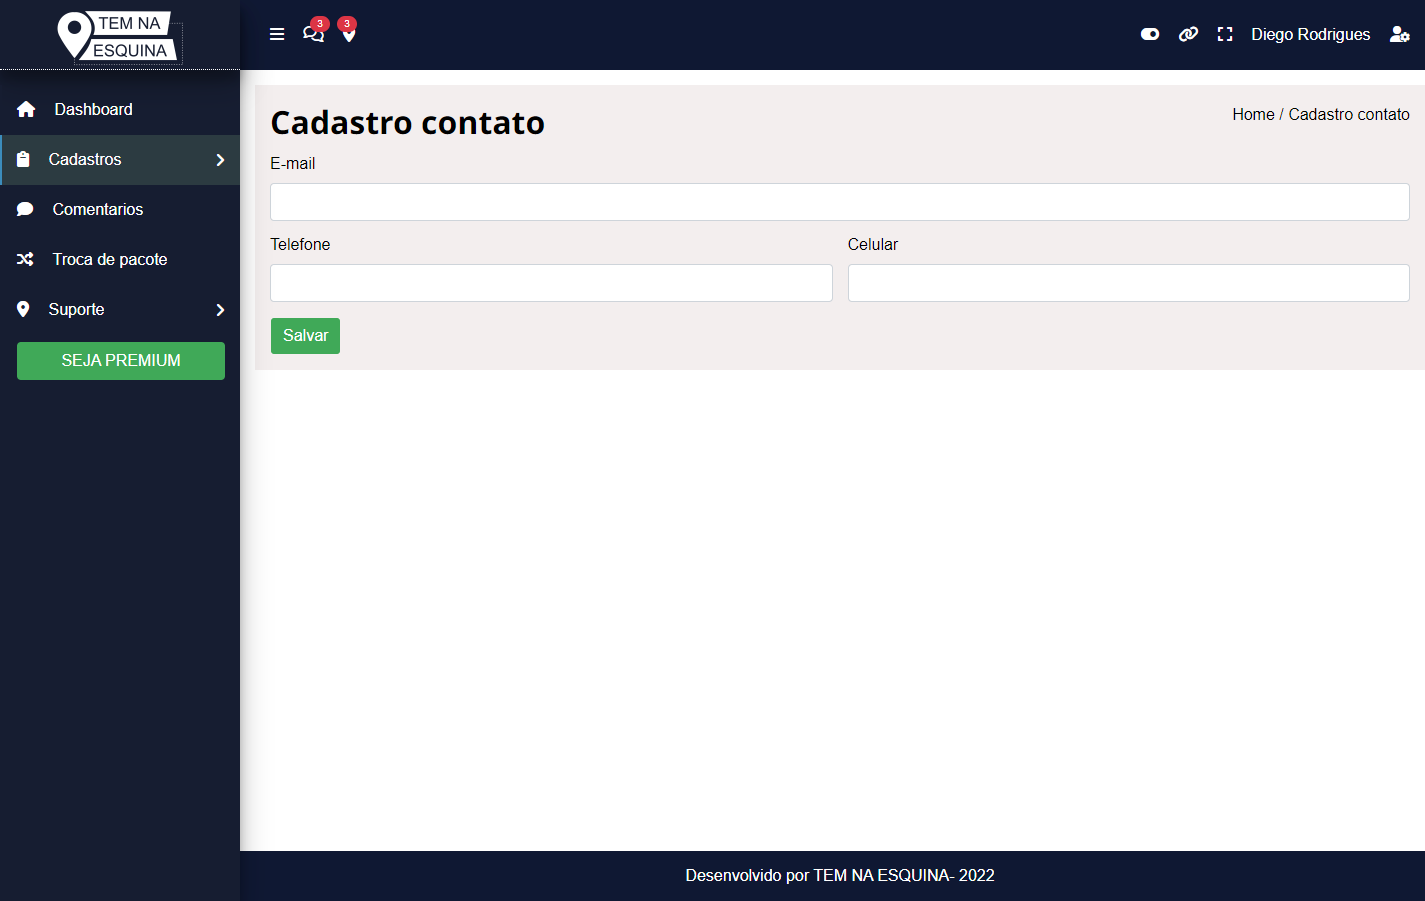 TEM NA
ESQUINA
3
3
Diego Rodrigues
Dashboard
Cadastros
Comentarios
Troca de pacote
Suporte
SEJA PREMIUM
Cadastro contato
Home / Cadastro contato
E-mail
Telefone
Celular
Salvar
Desenvolvido por TEM NA ESQUINA- 2022